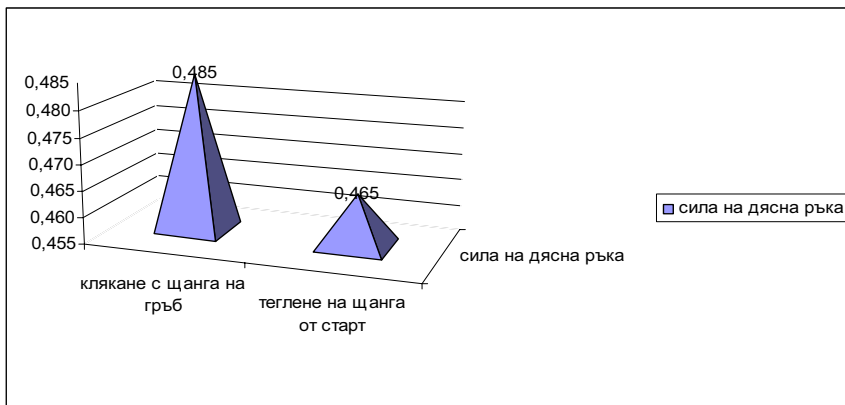 0,485
0,480
0,475
0,470
0,465
0,460
0,455
0,485
0,465
клякане с щанга на
гръб
теглене на щанга
от старт
сила на дясна ръка
сила на дясна ръка